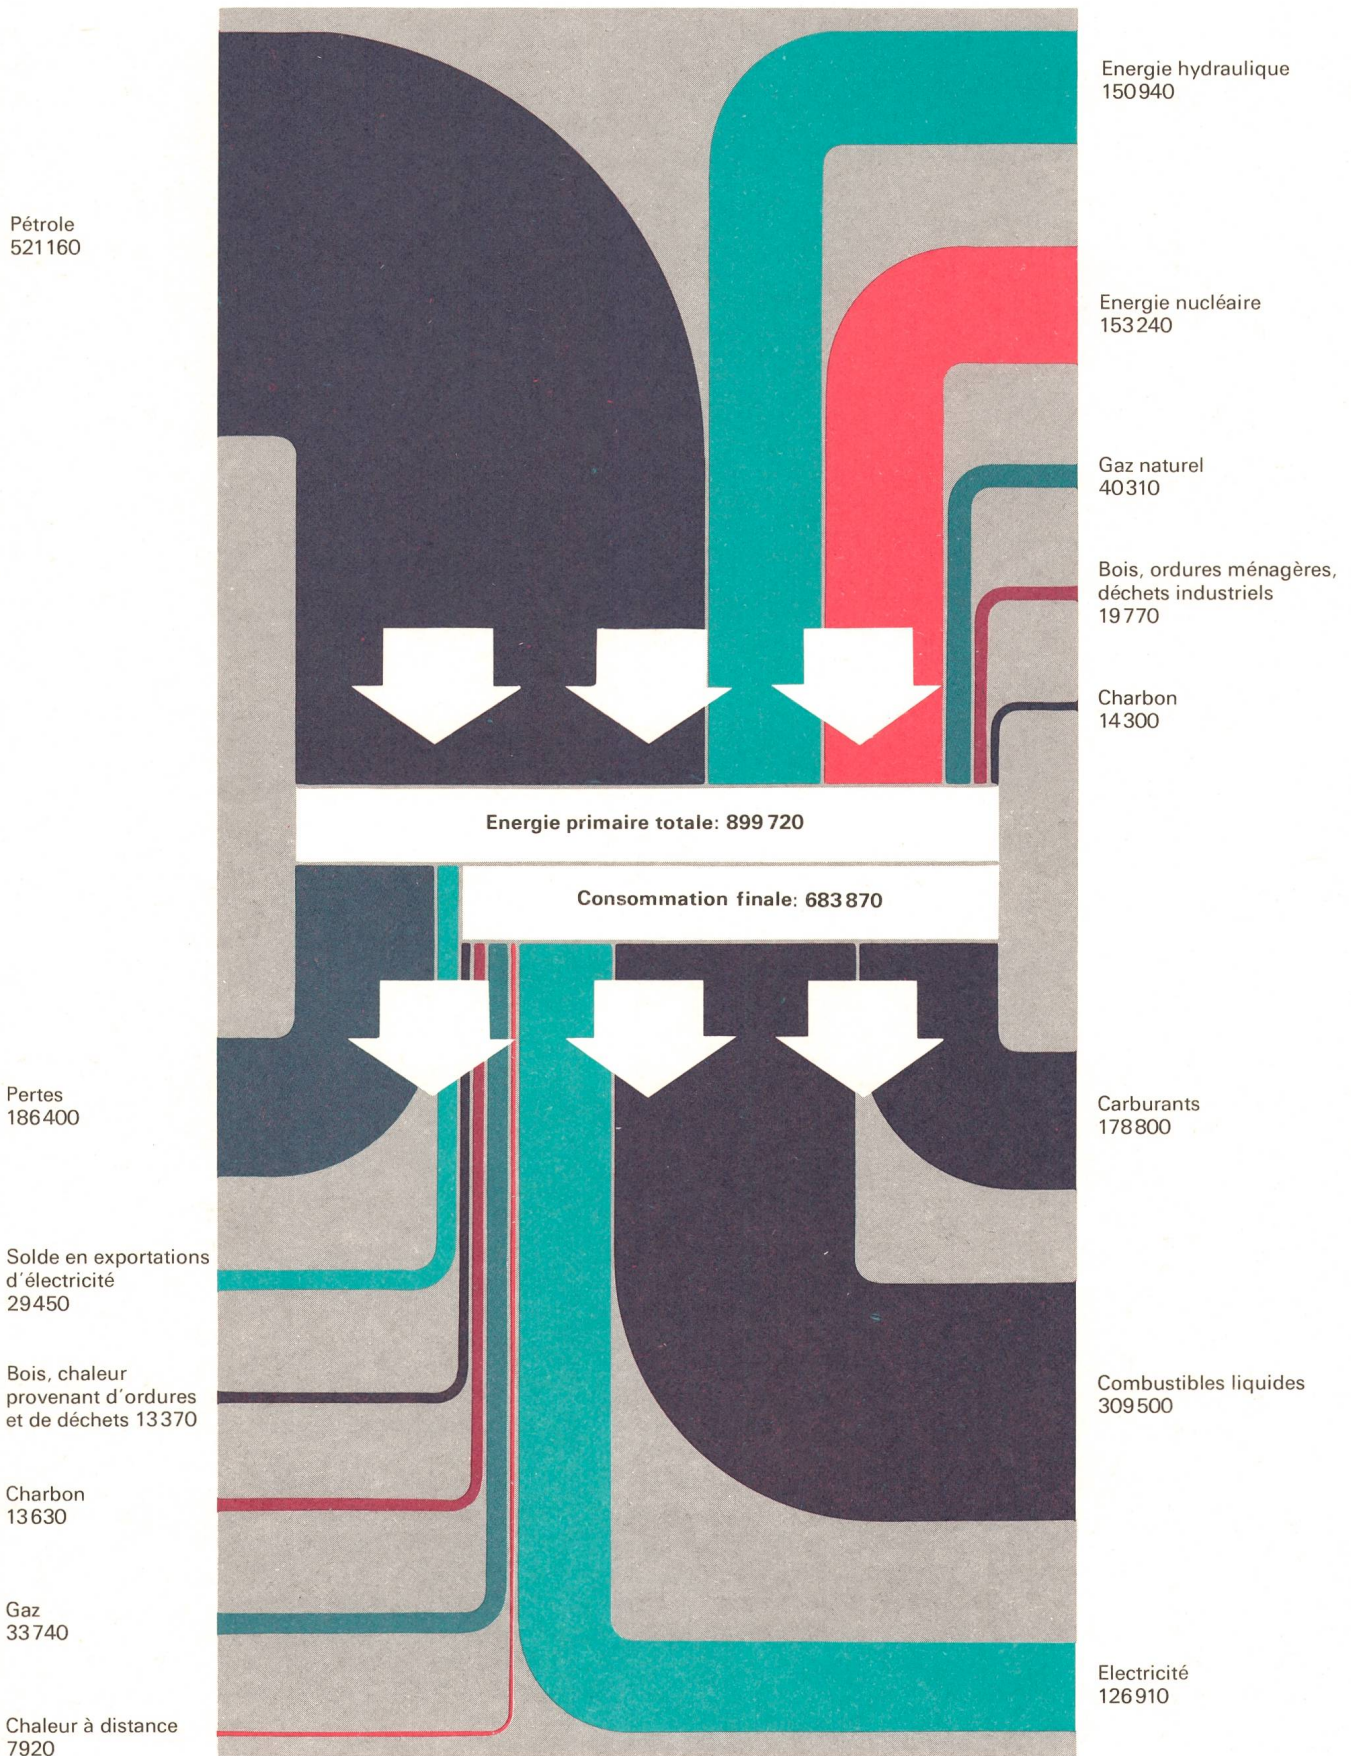 Pétrole
521160
Energie hydraulique
150940
Energie nucléaire
153240
Gaz naturel
40310
Bois, ordures ménagères,
déchets industriels
19770
Charbon
14300
Energie primaire totale: 899720
Consommation finale: 683870
Pertes
186400
Solde en exportations
d'électricité
29450
Bois, chaleur
provenant d'ordures
et de déchets 13370
Charbon
13630
Gaz
33740
Chaleur à distance
7920
Carburants
178800
Combustibles liquides
309500
Electricité
126910